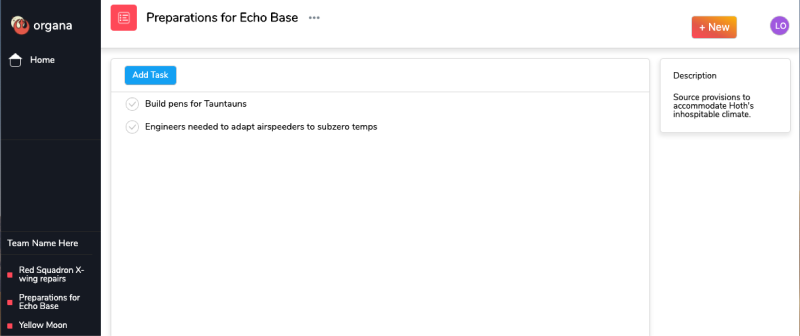 organa
Preparations for Echo Base
+ New
LO
Home
Add Task
Build pens for Tauntauns
Engineers needed to adapt airspeeders to subzero temps
Description
Source provisions to
accommodate Hoth's
inhospitable climate.
Team Name Here
Red Squadron X-
wing repairs
Preparations for
Echo Base
Yellow Moon